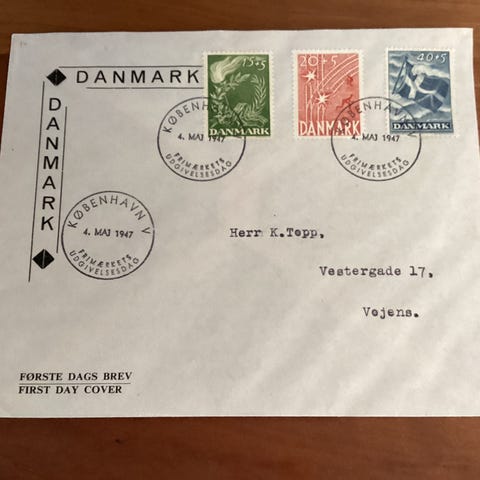 DANMARK
DANMARK
15+5
DANMARK
20+5
DANMARK
40+5
DANMARK
KØBENHAVN
4. MAJ 1947
FRIMÆRKETS
UDGIVELSESDAG
KØBENHAVN
4. MAJ 1947
FRIMÆRKETS
UDGIVELSESDAG
KØBENHAVN V
4. MAJ 1947
FRIMÆRKETS
UDGIVELSESDAG
Herr K.Topp,
Vestergade 17,
Vojens.
FØRSTE DAGS BREV
FIRST DAY COVER